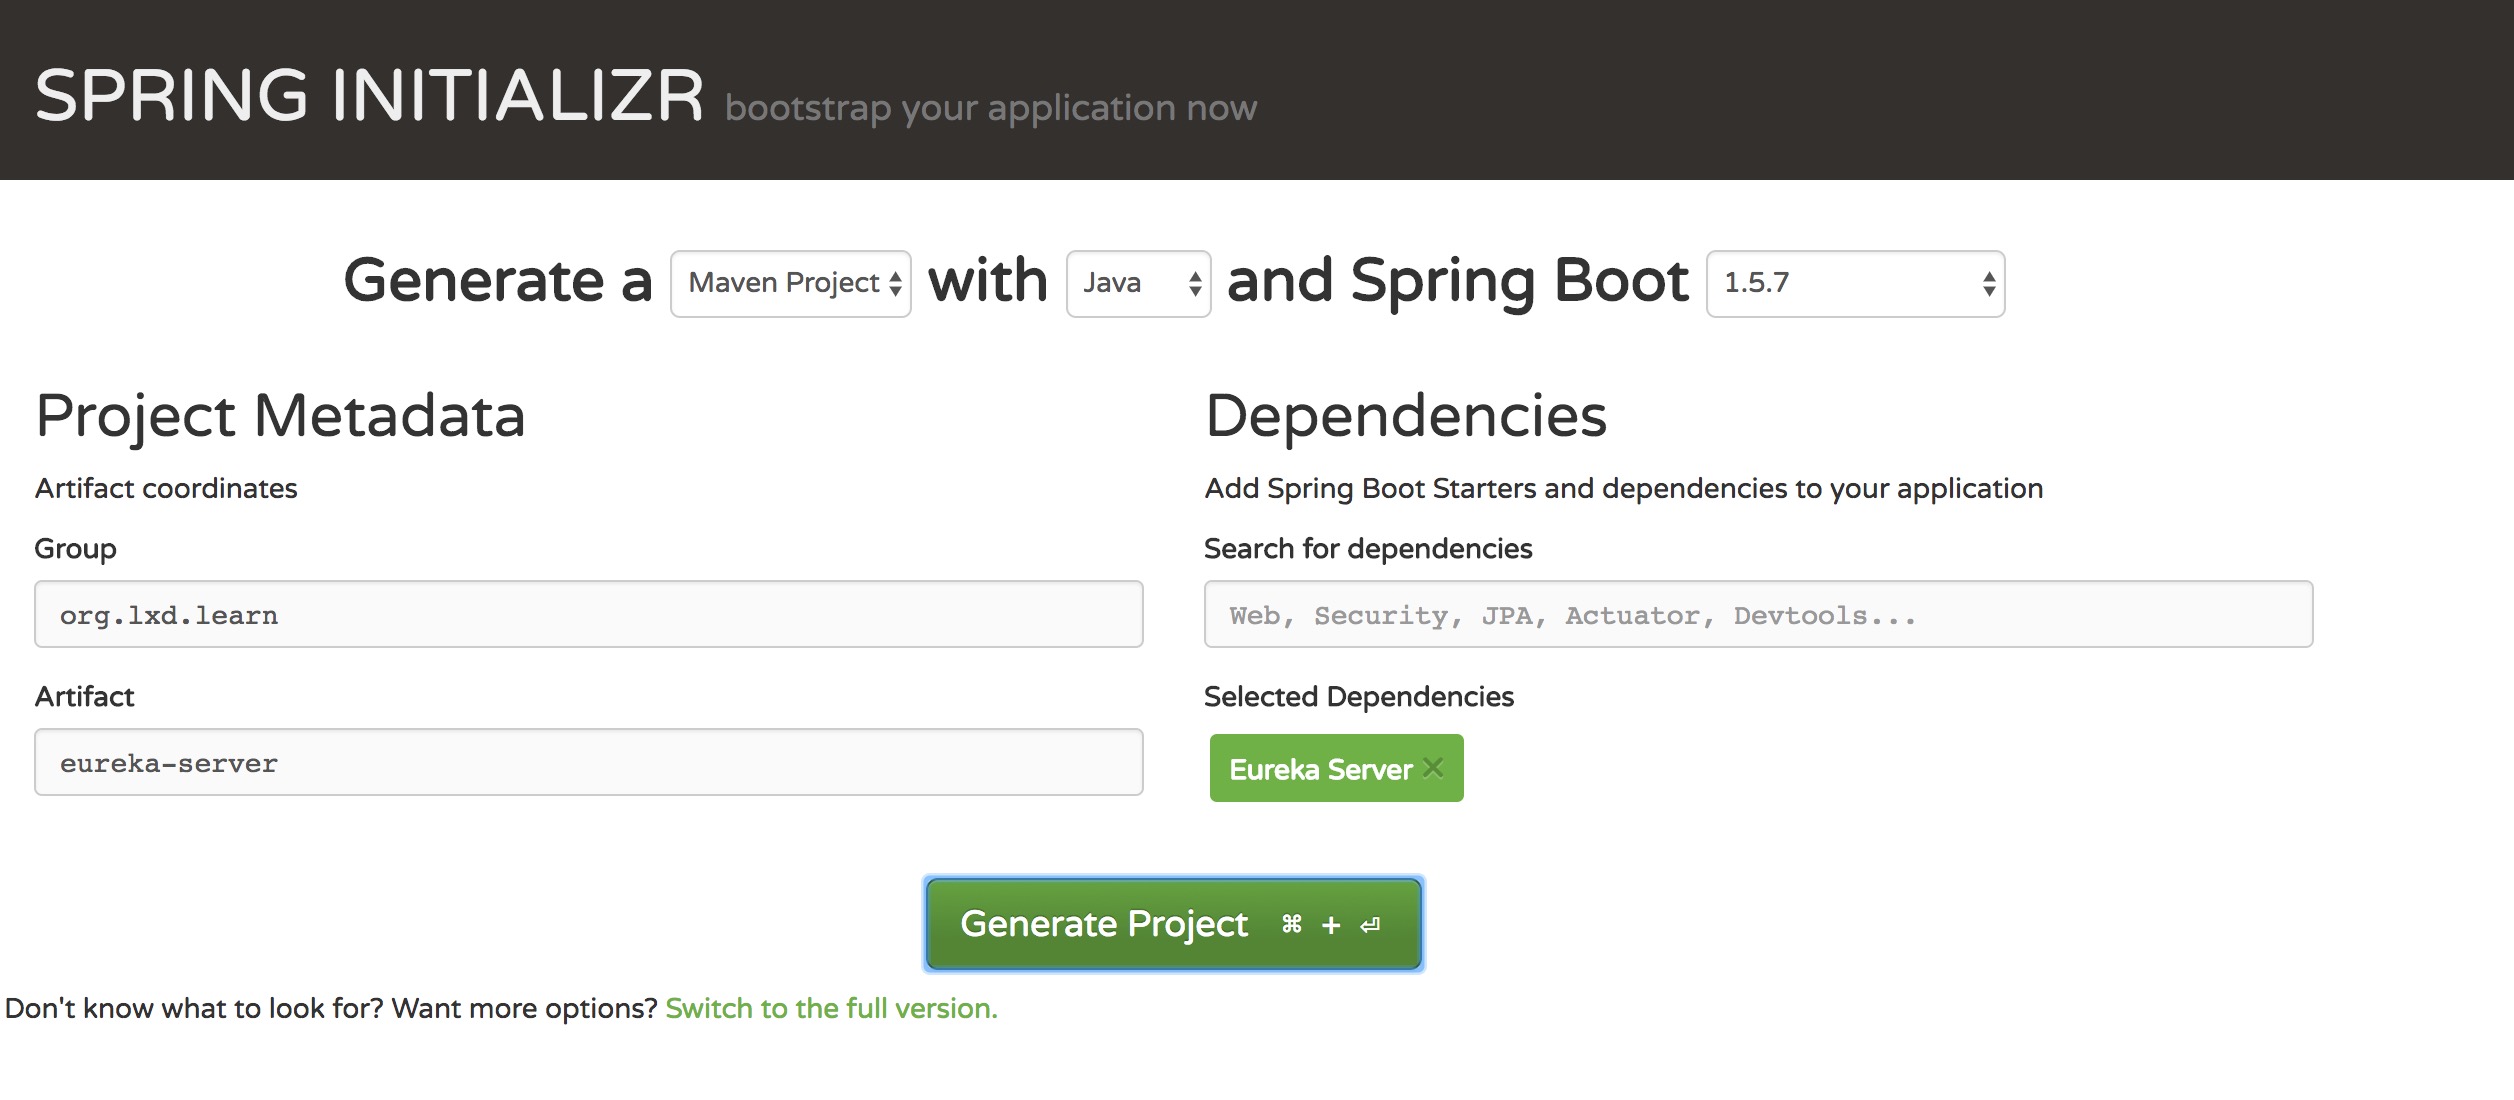 SPRING INITIALIZR bootstrap your application now
Generate a Maven Project with Java and Spring Boot 1.5.7
Project Metadata
Artifact coordinates
Group
org.lxd.learn
Artifact
eureka-server
Dependencies
Add Spring Boot Starters and dependencies to your application
Search for dependencies
Web, Security, JPA, Actuator, Devtools...
Selected Dependencies
Eureka Server ×
Generate Project ⌘ + ⏎
Don't know what to look for? Want more options? Switch to the full version.